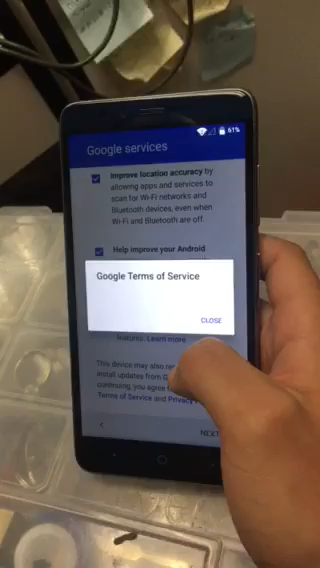 61%
Google services
Improve location accuracy by
allowing apps and services to
scan for Wi-Fi networks and
Bluetooth devices, even when
Wi-Fi and Bluetooth are off.
Help improve your Android
Google Terms of Service
CLOSE
features. Learn more
This device may also
install updates from
continuing, you agree
Terms of Service and Privacy
NEXT